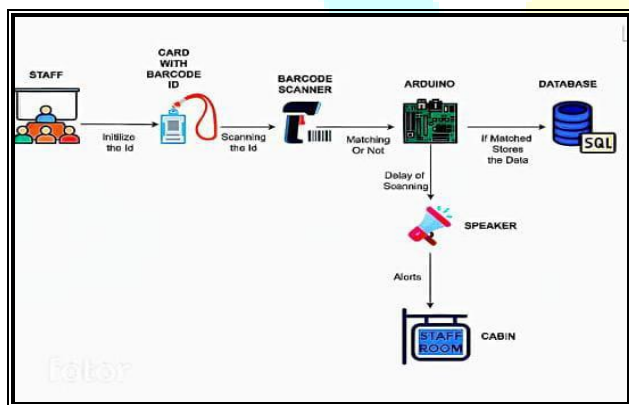 STAFF
Initilize
the Id
CARD
WITH
BARCODE
ID
Scanning
the Id
BARCODE
SCANNER
Matching
Or Not
ARDUINO
If Matched
Stores
the Data
DATABASE
SQL
Delay of
Scanning
SPEAKER
Alerts
STAFF
ROOM
CABIN
fotor